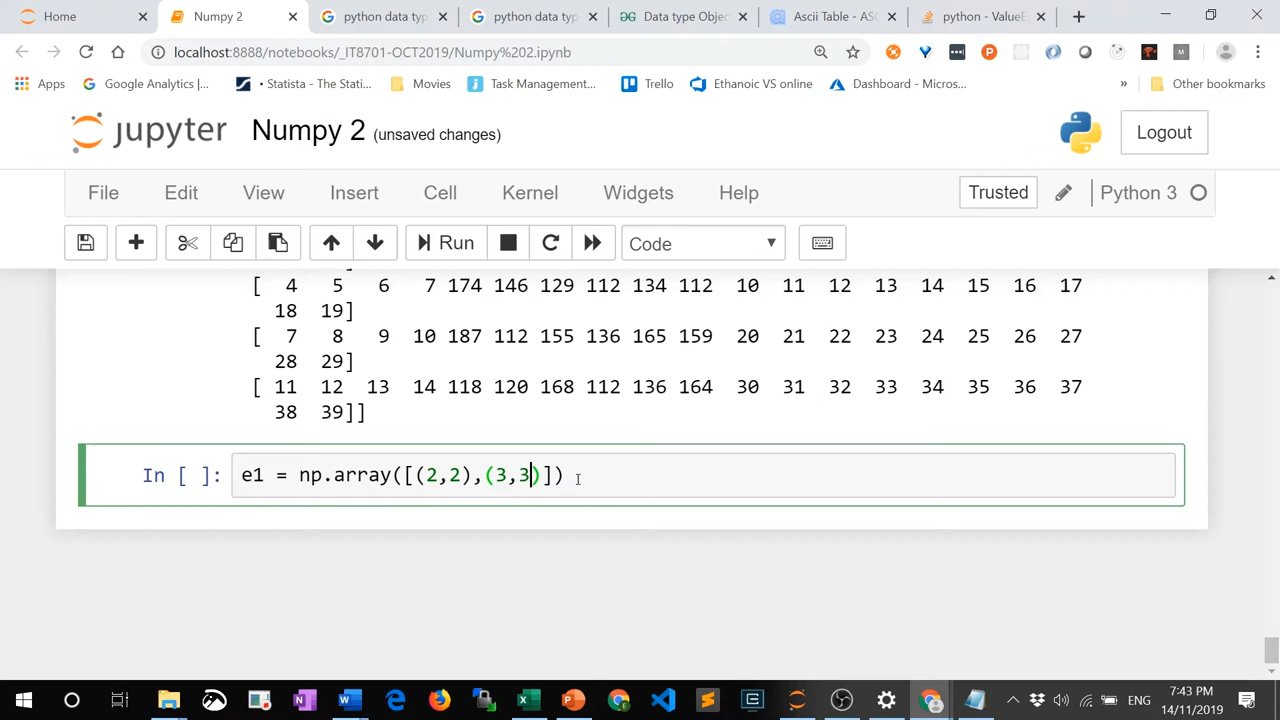 Home
Numpy 2
python data typ
python data typ
Data type Obje
Ascii Table - ASC
python - ValueE
localhost:8888/notebooks/_IT8701-OCT2019/Numpy%202.ipynb
Apps
Google Analytics |...
• Statista - The Stati...
Movies
Task Management...
Trello
Ethanoic VS online
Dashboard - Micros...
»
Other bookmarks
jupyter
Numpy 2 (unsaved changes)
Logout
File
Edit
View
Insert
Cell
Kernel
Widgets
Help
Trusted
Python 3
Run
Code
[ 4 5 6 7 174 146 129 112 134 112 10 11 12 13 14 15 16 17
18 19]
[ 7 8 9 10 187 112 155 136 165 159 20 21 22 23 24 25 26 27
28 29]
[ 11 12 13 14 118 120 168 112 136 164 30 31 32 33 34 35 36 37
38 39]]
In [ ]: e1 = np.array([(2,2),(3,3)])
ENG
7:43 PM
14/11/2019